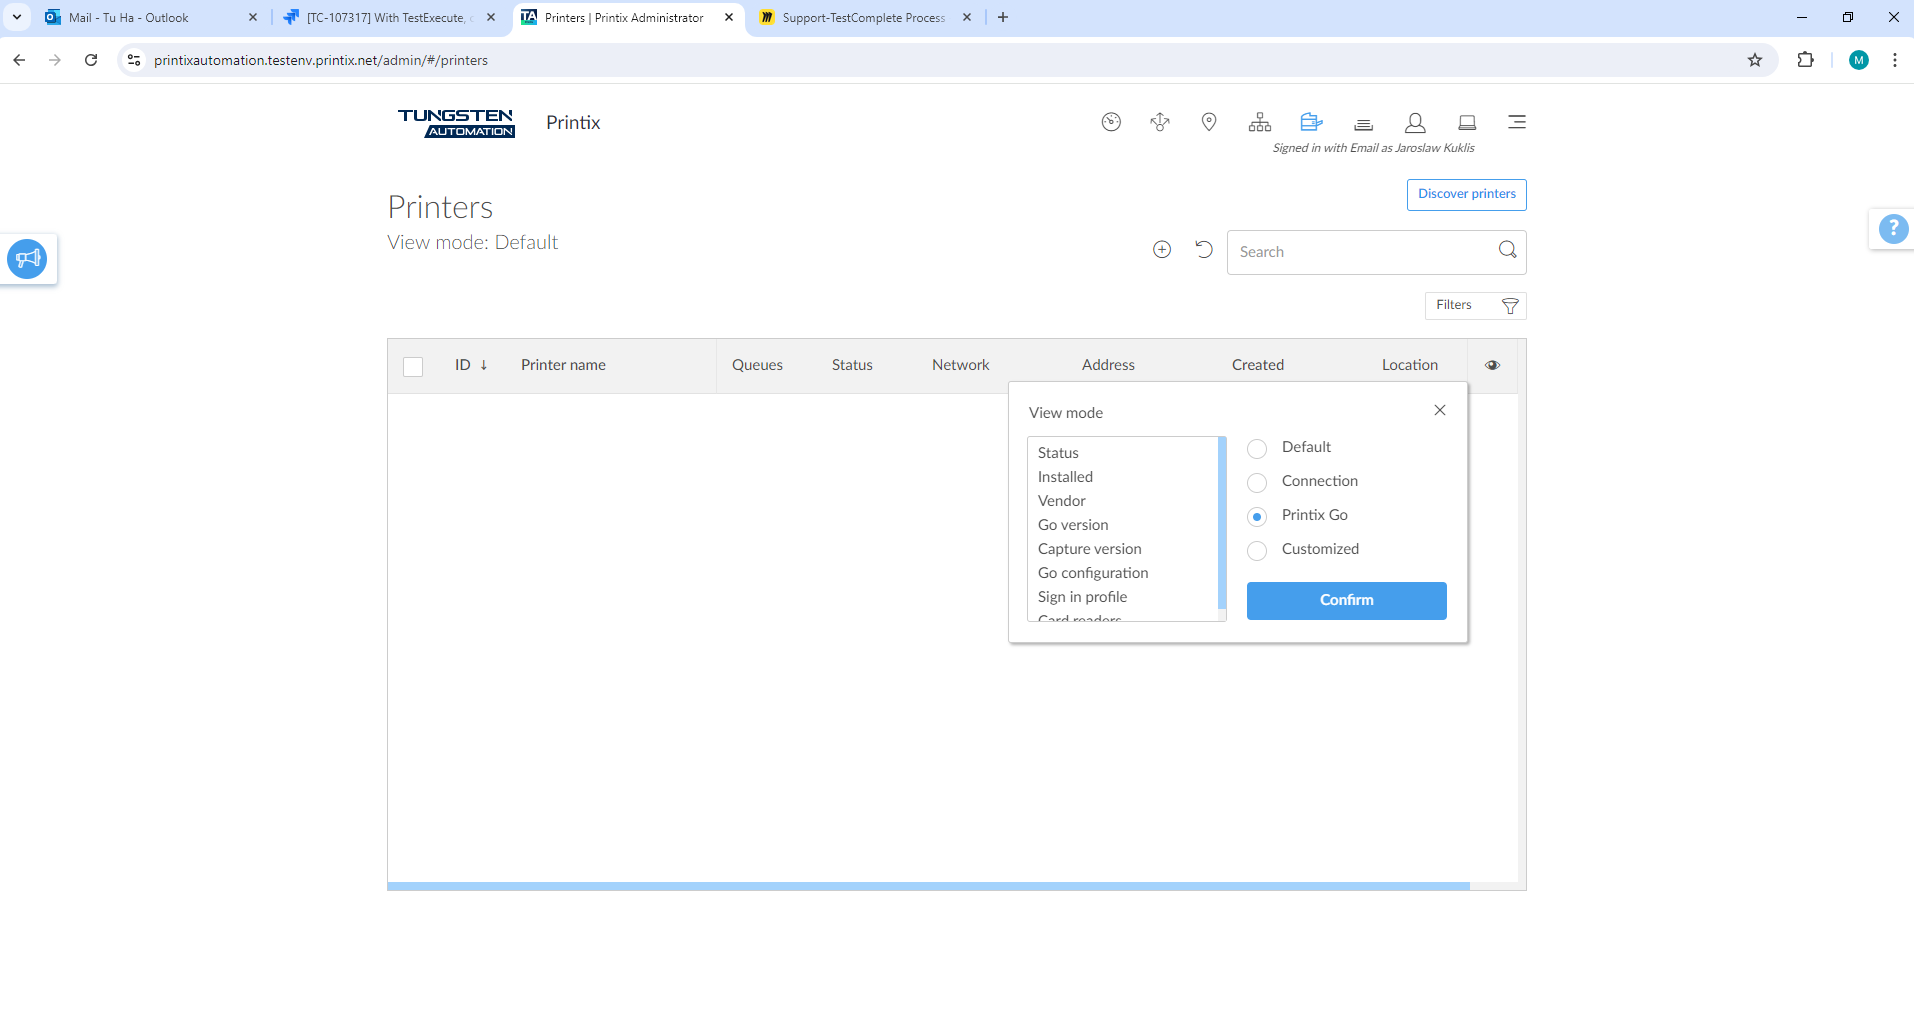 Mail - Tu Ha - Outlook
[TC-107317] With TestExecute,
Printers | Printix Administrator
Support-TestComplete Process
printixautomation.testenv.printix.net/admin/#/printers
M
TUNGSTEN
AUTOMATION
Printix
Signed in with Email as Jaroslaw Kuklis
Discover printers
Printers
View mode: Default
Search
?
Filters
ID ↓ Printer name Queues Status Network Address Created Location
View mode
Status
Installed
Vendor
Go version
Capture version
Go configuration
Sign in profile
Card readers
Default
Connection
Printix Go
Customized
Confirm